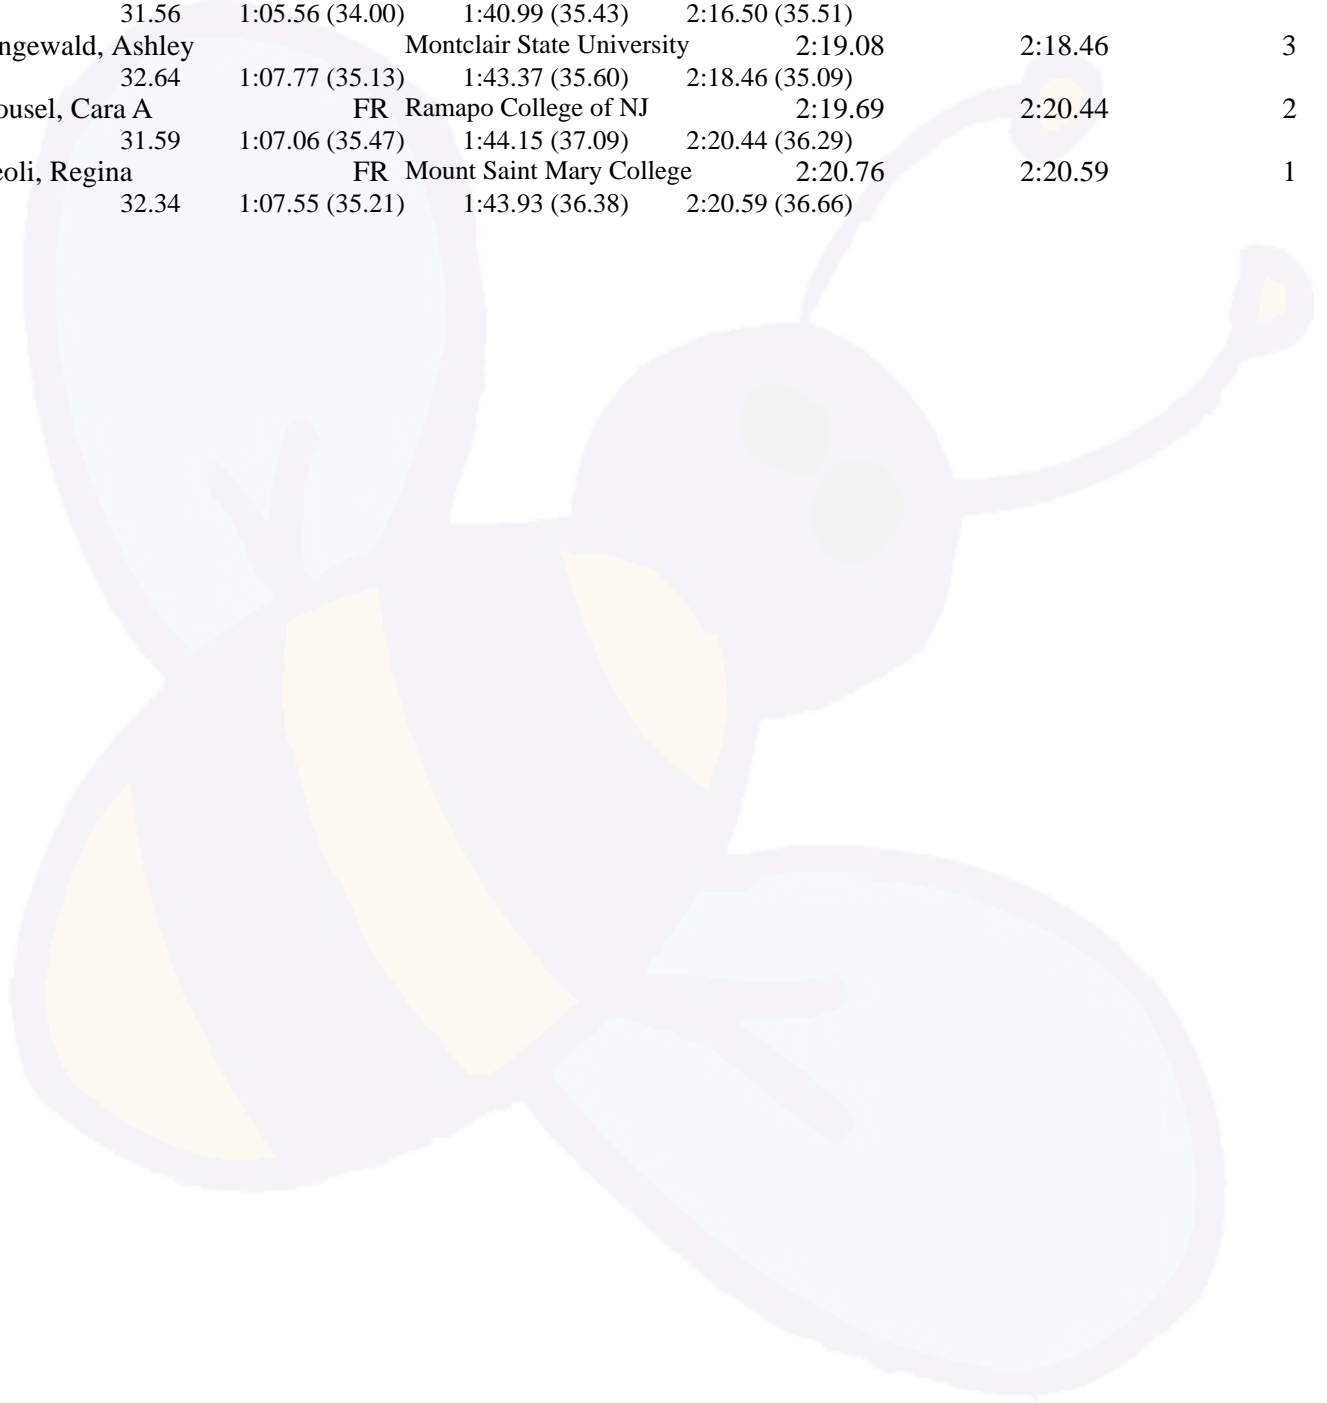 31.56 1:05.56 (34.00) 1:40.99 (35.43) 2:16.50 (35.51)
ngewald, Ashley Montclair State University 2:19.08 2:18.46 3
32.64 1:07.77 (35.13) 1:43.37 (35.60) 2:18.46 (35.09)
ousel, Cara A FR Ramapo College of NJ 2:19.69 2:20.44 2
31.59 1:07.06 (35.47) 1:44.15 (37.09) 2:20.44 (36.29)
eoli, Regina FR Mount Saint Mary College 2:20.76 2:20.59 1
32.34 1:07.55 (35.21) 1:43.93 (36.38) 2:20.59 (36.66)